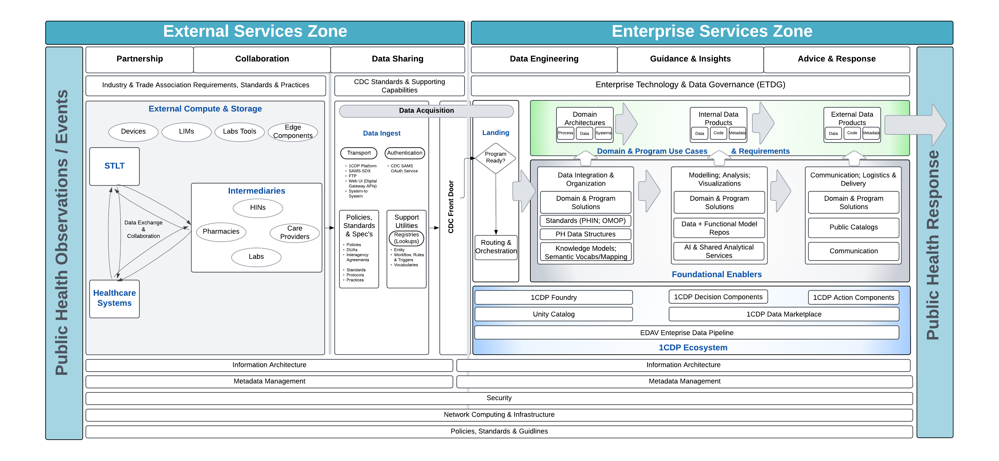 External Services Zone
Enterprise Services Zone
Public Health Observations / Events
Partnership
Collaboration
Data Sharing
Data Engineering
Guidance & Insights
Advice & Response
Industry & Trade Association Requirements, Standards & Practices
CDC Standards & Supporting
Capabilities
Enterprise Technology & Data Governance (ETDG)
External Compute & Storage
Devices
LIMs
Labs Tools
Edge
Components
STLT
Data Exchange
&
Collaboration
Healthcare
Systems
Intermediaries
HINs
Pharmacies
Care
Providers
Labs
Data Acquisition
Data Ingest
Transport
• 1CDP Platform
• SAMS-SDX
• FTP
• Web UI (Digital
Gateway APIs)
• System-to
System
Authentication
• CDC SAMS
OAuth Service
Policies,
Standards
& Spec's
• Policies
• DUAs
• Interagency
Agreements
• Standards
• Protocols
• Practices
Support
Utilities
Registries
(Lookups)
• Entity
• Workflow, Rules
& Triggers
• Vocabularies
CDC Front Door
Landing
Program
Ready?
Routing &
Orchestration
Domain
Architectures
Process
Data
Systems
Internal Data
Products
Data
Code
Metadata
External Data
Products
Data
Code
Metadata
Domain & Program Use Cases & Requirements
Data Integration &
Organization
Domain & Program
Solutions
Standards (PHIN; OMOP)
PH Data Structures
Knowledge Models;
Semantic Vocabs/Mapping
Modelling; Analysis;
Visualizations
Domain & Program
Solutions
Data + Functional Model
Repos
AI & Shared Analytical
Services
Communication; Logistics &
Delivery
Domain & Program
Solutions
Public Catalogs
Communication
Foundational Enablers
1CDP Foundry
1CDP Decision Components
1CDP Action Components
Unity Catalog
1CDP Data Marketplace
EDAV Enteprise Data Pipeline
1CDP Ecosystem
Information Architecture
Information Architecture
Metadata Management
Metadata Management
Security
Network Computing & Infrastructure
Policies, Standards & Guidlines
Public Health Response